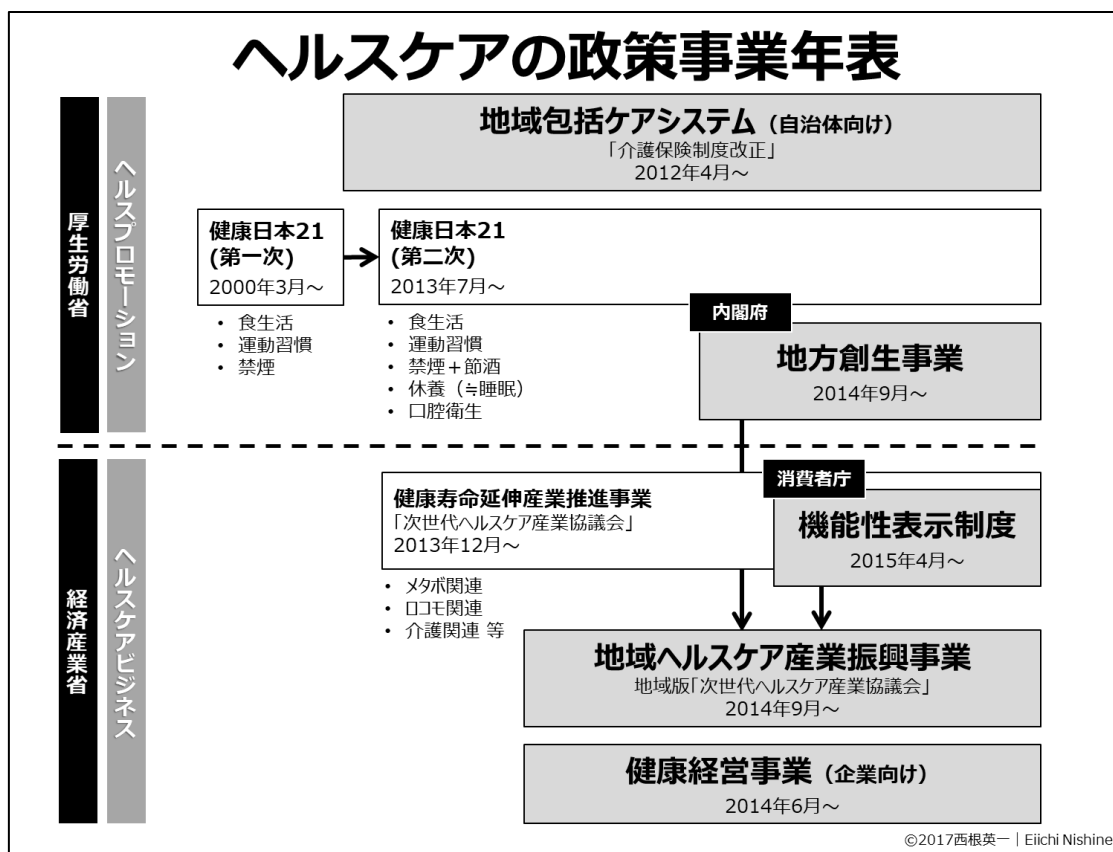 ヘルスケアの政策事業年表
厚生労働省
ヘルスプロモーション
地域包括ケアシステム（自治体向け）
「介護保険制度改正」
2012年4月～
健康日本21
(第一次)
2000年3月～
• 食生活
• 運動習慣
• 禁煙
健康日本21
(第二次)
2013年7月～
• 食生活
• 運動習慣
• 禁煙＋節酒
• 休養（≒睡眠）
• 口腔衛生
内閣府
地方創生事業
2014年9月～
経済産業省
ヘルスケアビジネス
健康寿命延伸産業推進事業
「次世代ヘルスケア産業協議会」
2013年12月～
• メタボ関連
• ロコモ関連
• 介護関連 等
消費者庁
機能性表示制度
2015年4月～
地域ヘルスケア産業振興事業
地域版「次世代ヘルスケア産業協議会」
2014年9月～
健康経営事業（企業向け）
2014年6月～
©2017西根英一｜Eiichi Nishine